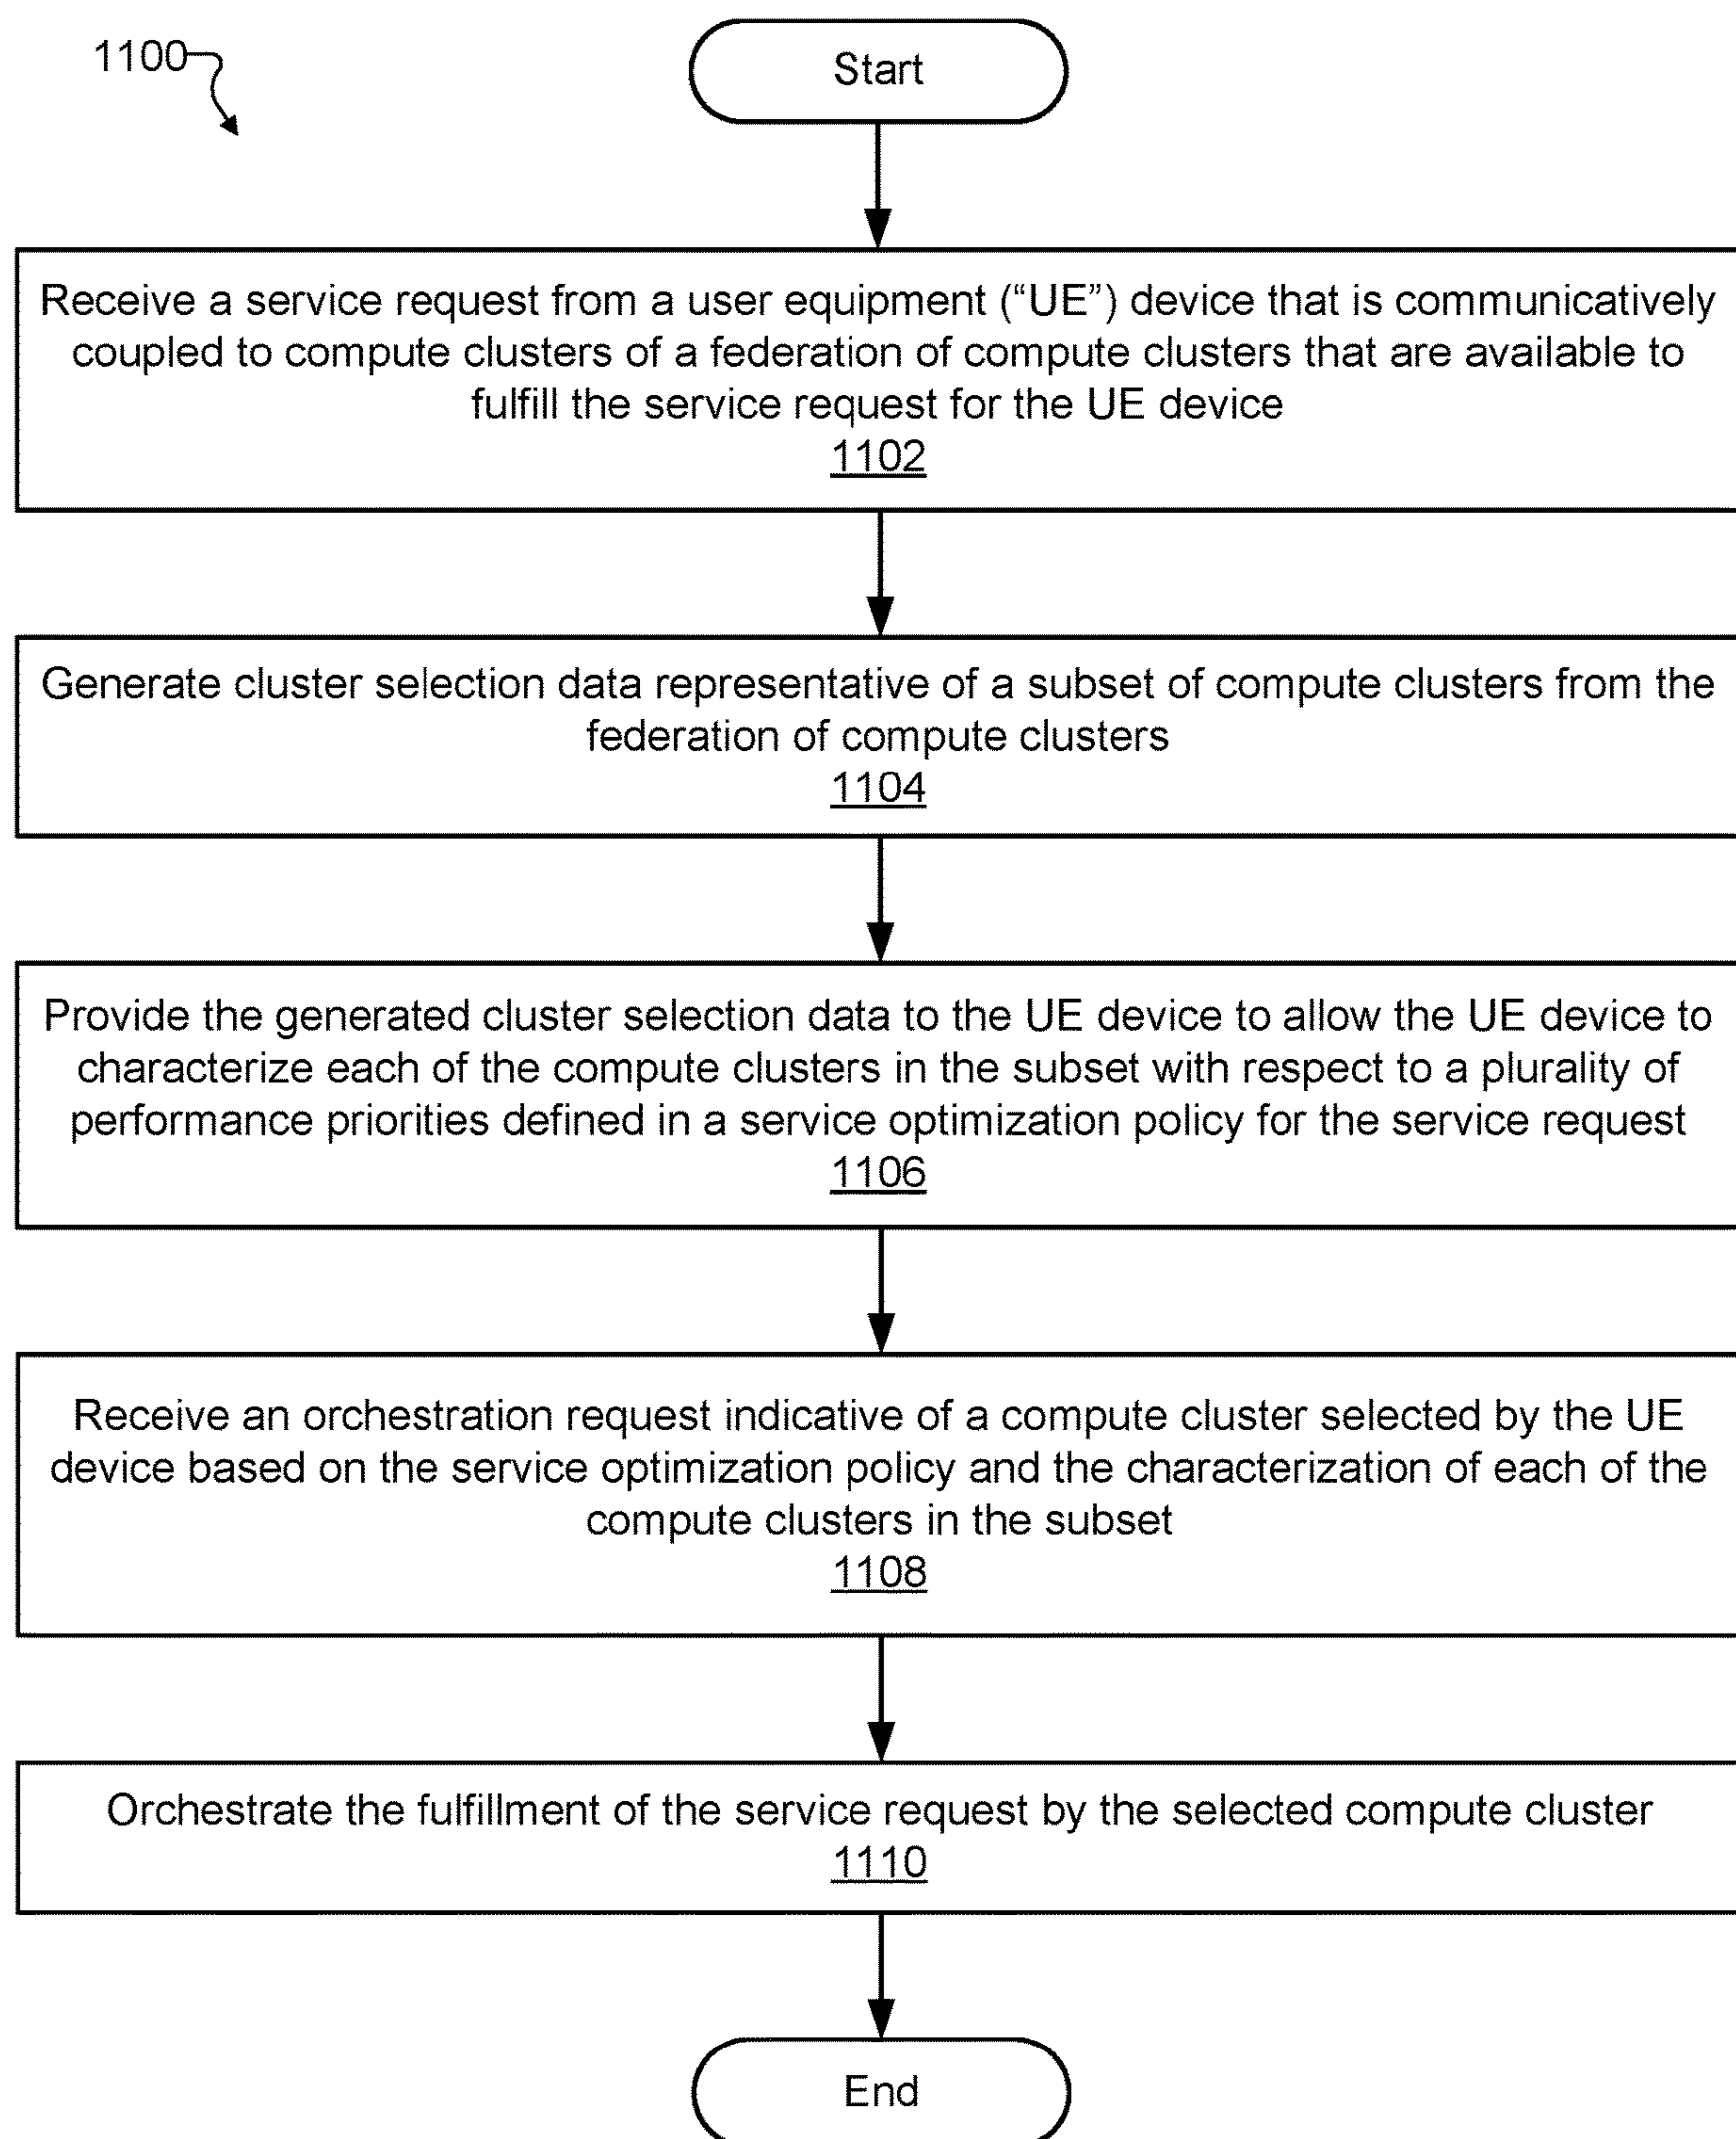 1100
Start
Receive a service request from a user equipment (“UE”) device that is communicatively
coupled to compute clusters of a federation of compute clusters that are available to
fulfill the service request for the UE device
1102
Generate cluster selection data representative of a subset of compute clusters from the
federation of compute clusters
1104
Provide the generated cluster selection data to the UE device to allow the UE device to
characterize each of the compute clusters in the subset with respect to a plurality of
performance priorities defined in a service optimization policy for the service request
1106
Receive an orchestration request indicative of a compute cluster selected by the UE
device based on the service optimization policy and the characterization of each of the
compute clusters in the subset
1108
Orchestrate the fulfillment of the service request by the selected compute cluster
1110
End